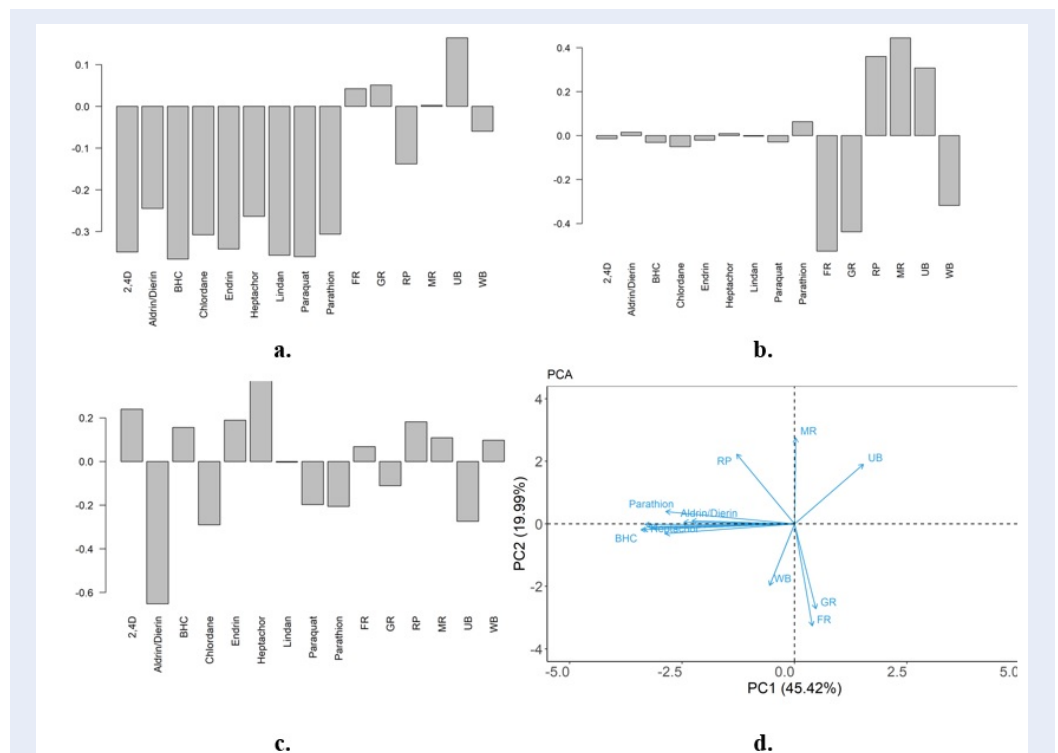 0.1
0.0
-0.1
-0.2
-0.3
2,4D
Aldrin/Dierin
BHC
Chlordane
Endrin
Heptachor
Lindan
Paraquat
Parathion
FR
GR
RP
MR
UB
WB
a.
0.4
0.2
0.0
-0.2
-0.4
2,4D
Aldrin/Dierin
BHC
Chlordane
Endrin
Heptachor
Lindan
Paraquat
Parathion
FR
GR
RP
MR
UB
WB
b.
0.2
0.0
-0.2
-0.4
-0.6
2,4D
Aldrin/Dierin
BHC
Chlordane
Endrin
Heptachor
Lindan
Paraquat
Parathion
FR
GR
RP
MR
UB
WB
c.
PCA
PC2 (19.99%)
4
2
0
-2
-4
MR
RP
UB
Parathion
Aldrin/Dierin
Heptachor
BHC
WB
GR
FR
-5.0
-2.5
0.0
2.5
5.0
PC1 (45.42%)
d.